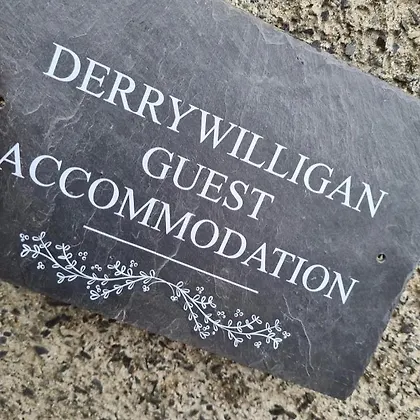 DERRYWILLIGAN
GUEST
ACCOMMODATION